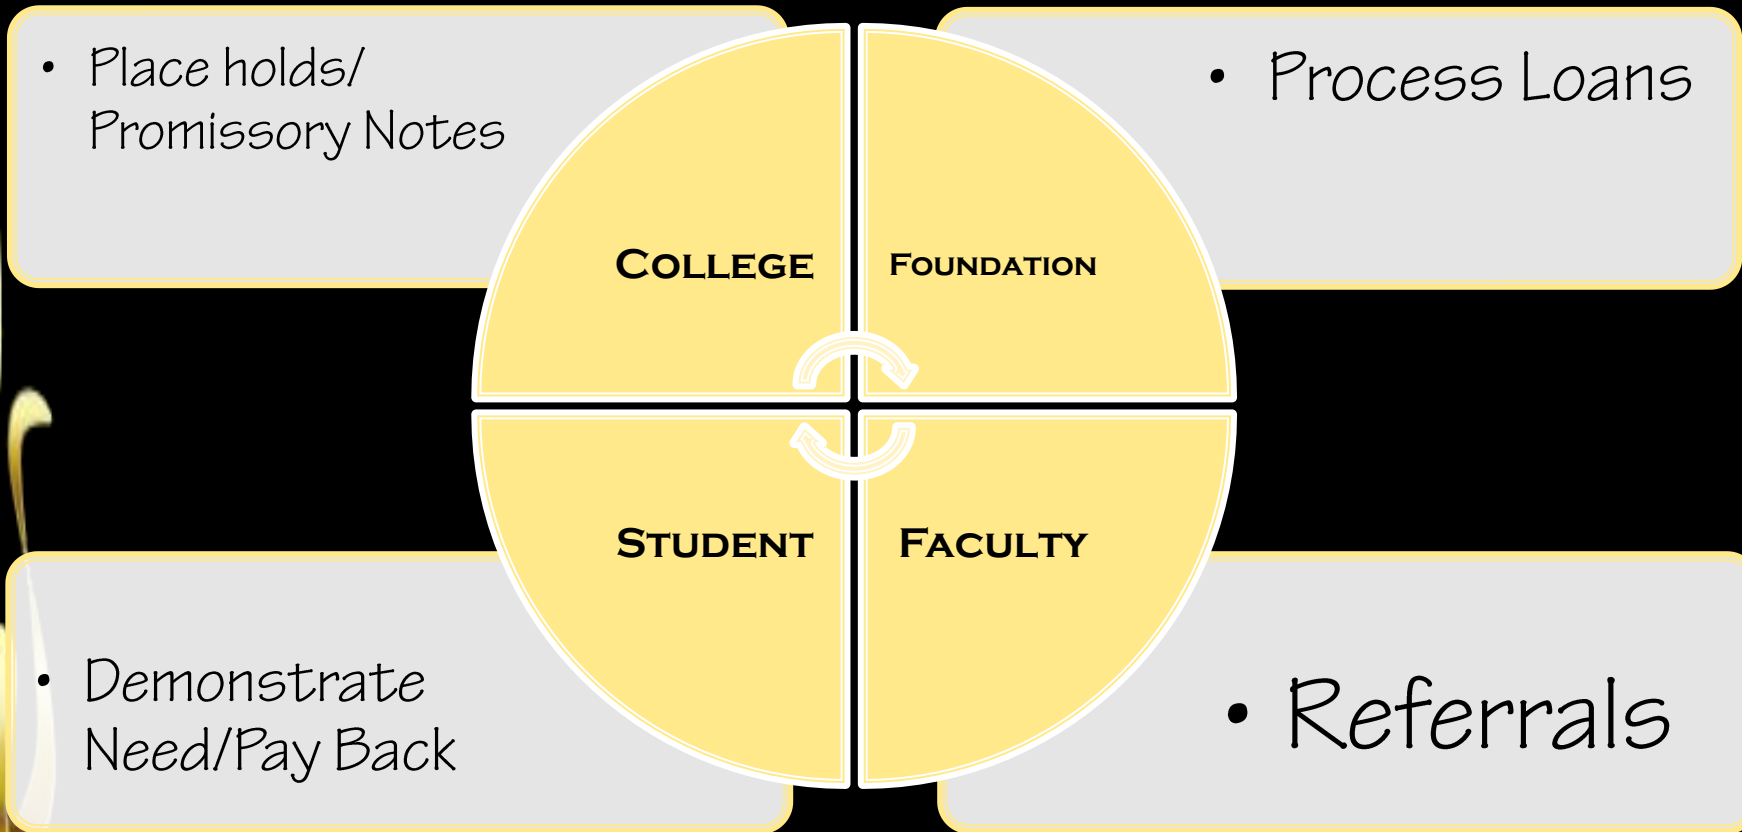 • Place holds/
Promissory Notes
• Process Loans
College
Foundation
Student
Faculty
• Demonstrate
Need/Pay Back
• Referrals